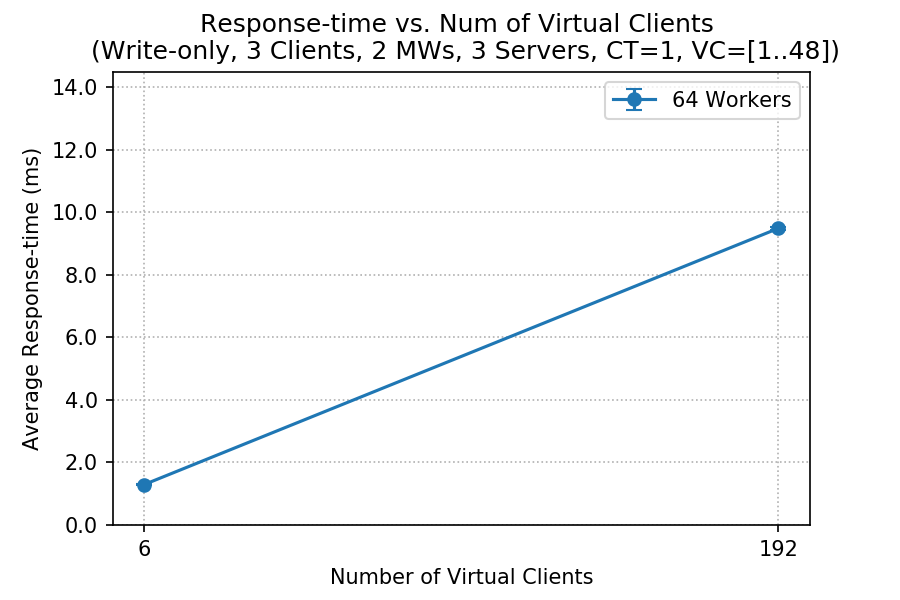 Response-time vs. Num of Virtual Clients
(Write-only, 3 Clients, 2 MWs, 3 Servers, CT=1, VC=[1..48])
64 Workers
Average Response-time (ms)
14.0
12.0
10.0
8.0
6.0
4.0
2.0
0.0
6
192
Number of Virtual Clients